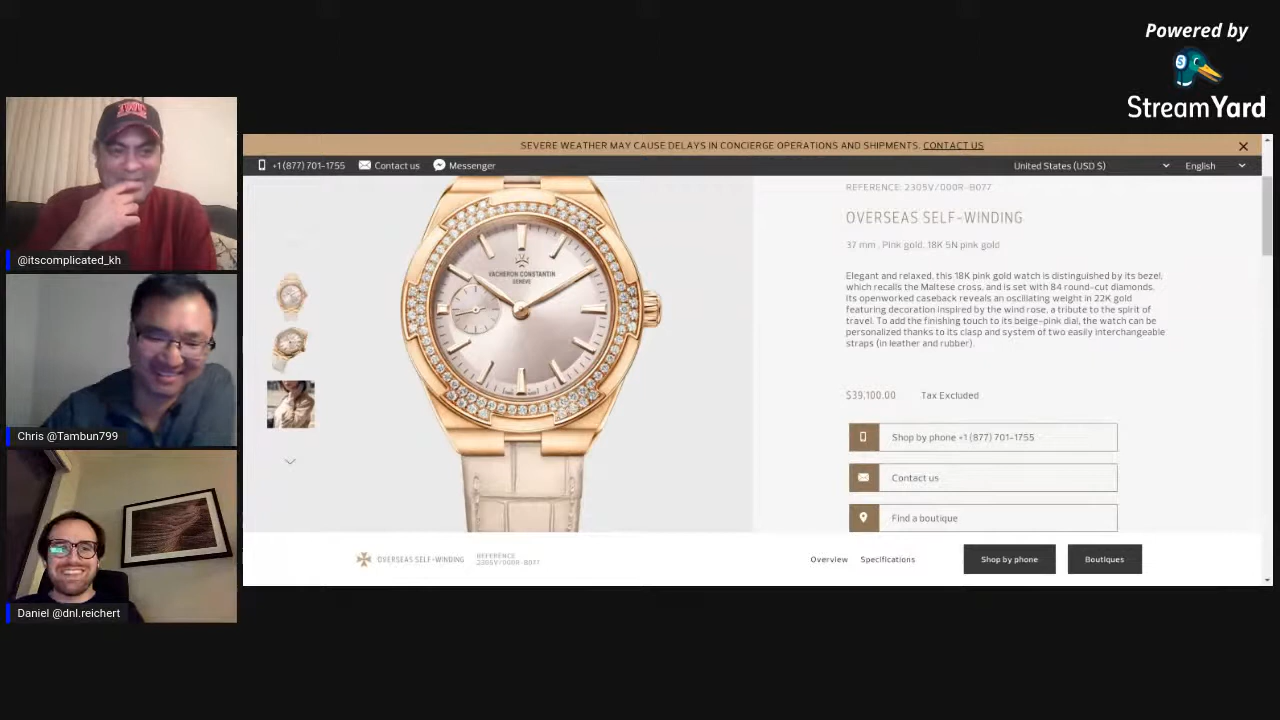 Powered by
StreamYard
SEVERE WEATHER MAY CAUSE DELAYS IN CONCIERGE OPERATIONS AND SHIPMENTS. CONTACT US
+1 (877) 701-1755
Contact us
Messenger
United States (USD $)
English
REFERENCE: 2305V/000R-B077
OVERSEAS SELF-WINDING
37 mm , Pink gold, 18K 5N pink gold
Elegant and relaxed, this 18K pink gold watch is distinguished by its bezel,
which recalls the Maltese cross, and is set with 84 round-cut diamonds.
Its openworked caseback reveals an oscillating weight in 22K gold
featuring decoration inspired by the wind rose, a tribute to the spirit of
travel. To add the finishing touch to its beige-pink dial, the watch can be
personalized thanks to its clasp and system of two easily interchangeable
straps (in leather and rubber).
$39,100.00
Tax Excluded
Shop by phone +1 (877) 701-1755
Contact us
Find a boutique
VACHERON CONSTANTIN
GENEVE
OVERSEAS SELF-WINDING
REFERENCE
2305V/000R-B077
Overview
Specifications
Shop by phone
Boutiques
@itscomplicated_kh
Chris @Tambun799
Daniel @dnl.reichert